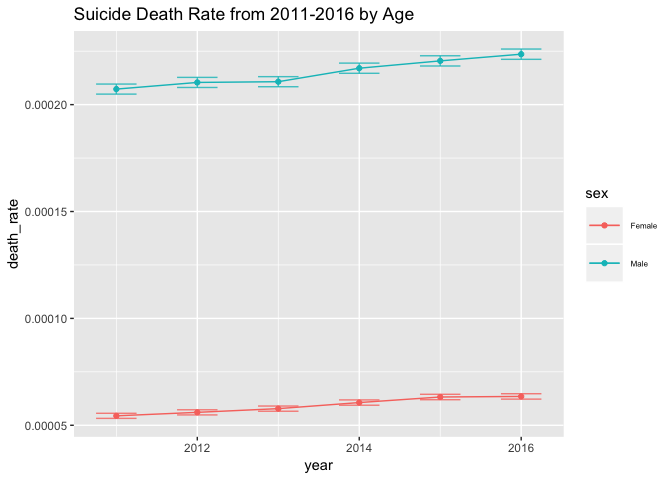 Suicide Death Rate from 2011-2016 by Age
0.00020
0.00015
0.00010
0.00005
death_rate
2012
2014
2016
year
sex
Female
Male